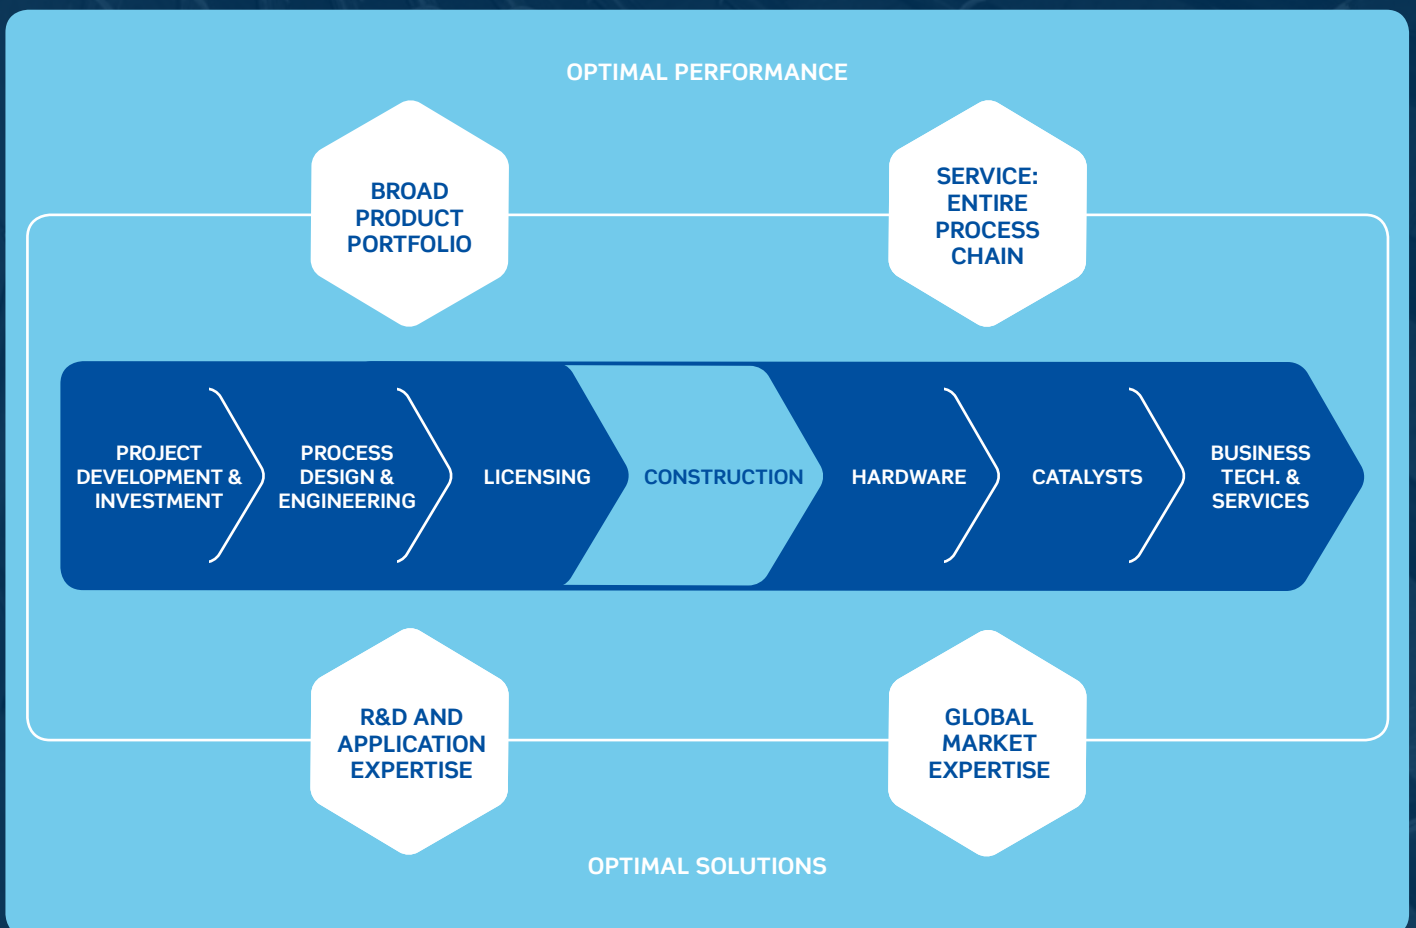 OPTIMAL PERFORMANCE
BROAD
PRODUCT
PORTFOLIO
SERVICE:
ENTIRE
PROCESS
CHAIN
PROJECT
DEVELOPMENT &
INVESTMENT
PROCESS
DESIGN &
ENGINEERING
LICENSING
CONSTRUCTION
HARDWARE
CATALYSTS
BUSINESS
TECH. &
SERVICES
R&D AND
APPLICATION
EXPERTISE
GLOBAL
MARKET
EXPERTISE
OPTIMAL SOLUTIONS